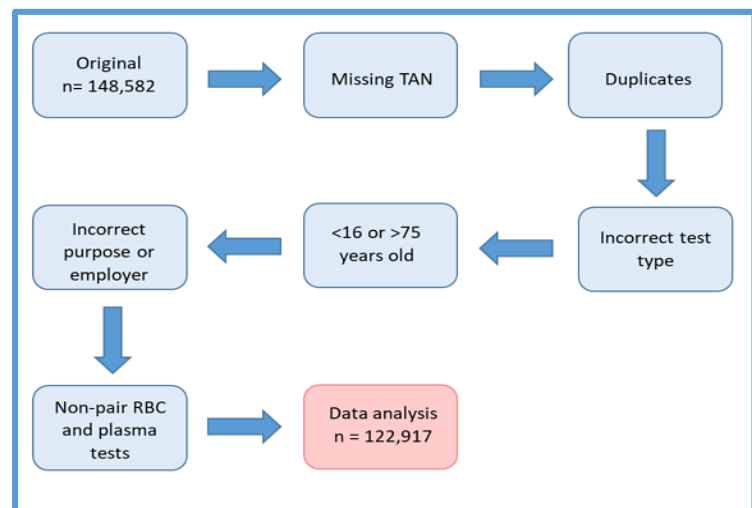 Original
n= 148,582
Missing TAN
Duplicates
Incorrect test
type
<16 or >75
years old
Incorrect
purpose or
employer
Non-pair RBC
and plasma
tests
Data analysis
n = 122,917